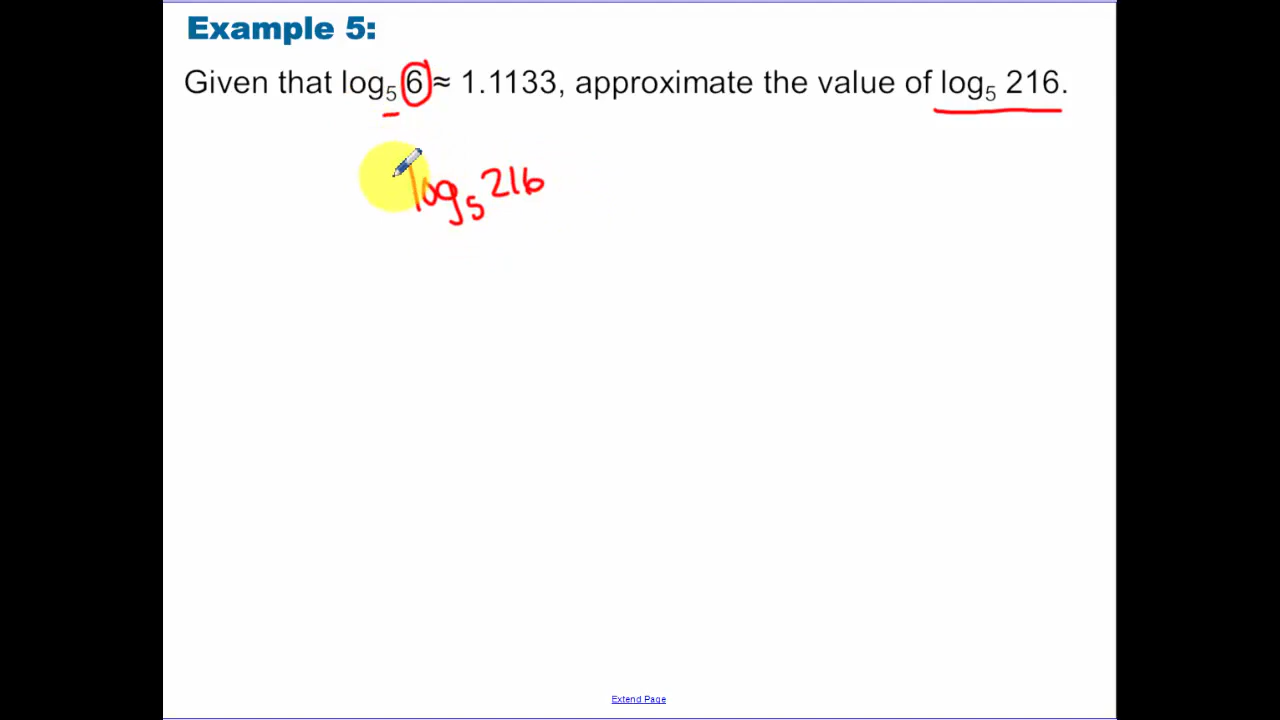 Example 5:
Given that log₅ 6 ≈ 1.1133, approximate the value of log₅ 216.
log₅ 216
Extend Page